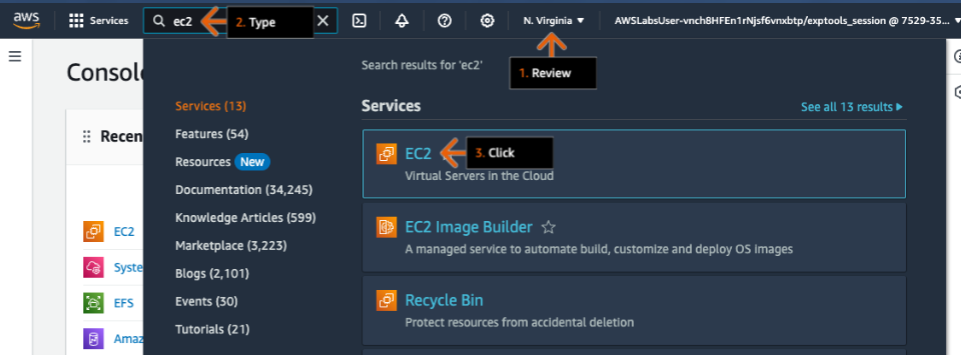 aws Services ec2 2. Type N. Virginia AWSLabsUser-vnch8HFEn1rNjsf6vnxbtp/exptools_session @ 7529-35...
1. Review
Search results for 'ec2'
Consol
Services (13)
Features (54)
Resources New
Documentation (34,245)
Knowledge Articles (599)
Marketplace (3,223)
Blogs (2,101)
Events (30)
Tutorials (21)
Services
See all 13 results
EC2 3. Click
Virtual Servers in the Cloud
EC2 Image Builder
A managed service to automate build, customize and deploy OS images
Recycle Bin
Protect resources from accidental deletion
Recen
EC2
Syste
EFS
Amaz